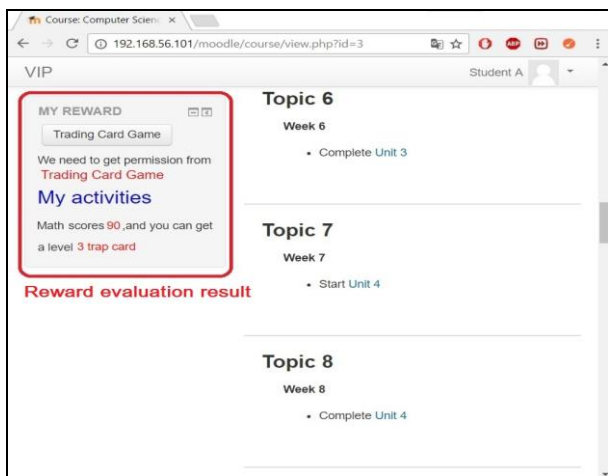 Course: Computer Scien
192.168.56.101/moodle/course/view.php?id=3
ABP
VIP
Student A
MY REWARD
Trading Card Game
We need to get permission from
Trading Card Game
My activities
Math scores 90 ,and you can get
a level 3 trap card
Reward evaluation result
Topic 6
Week 6
• Complete Unit 3
Topic 7
Week 7
• Start Unit 4
Topic 8
Week 8
• Complete Unit 4